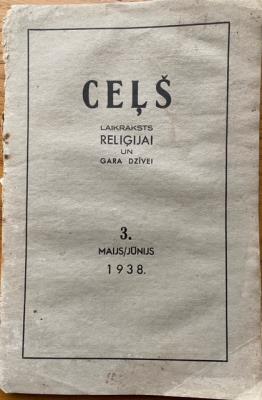 CEĻŠ
LAIKRAKSTS
RELIĢIJAI
UN
GARA DZĪVEI
3.
MAIJS/JŪNIJS
1938.